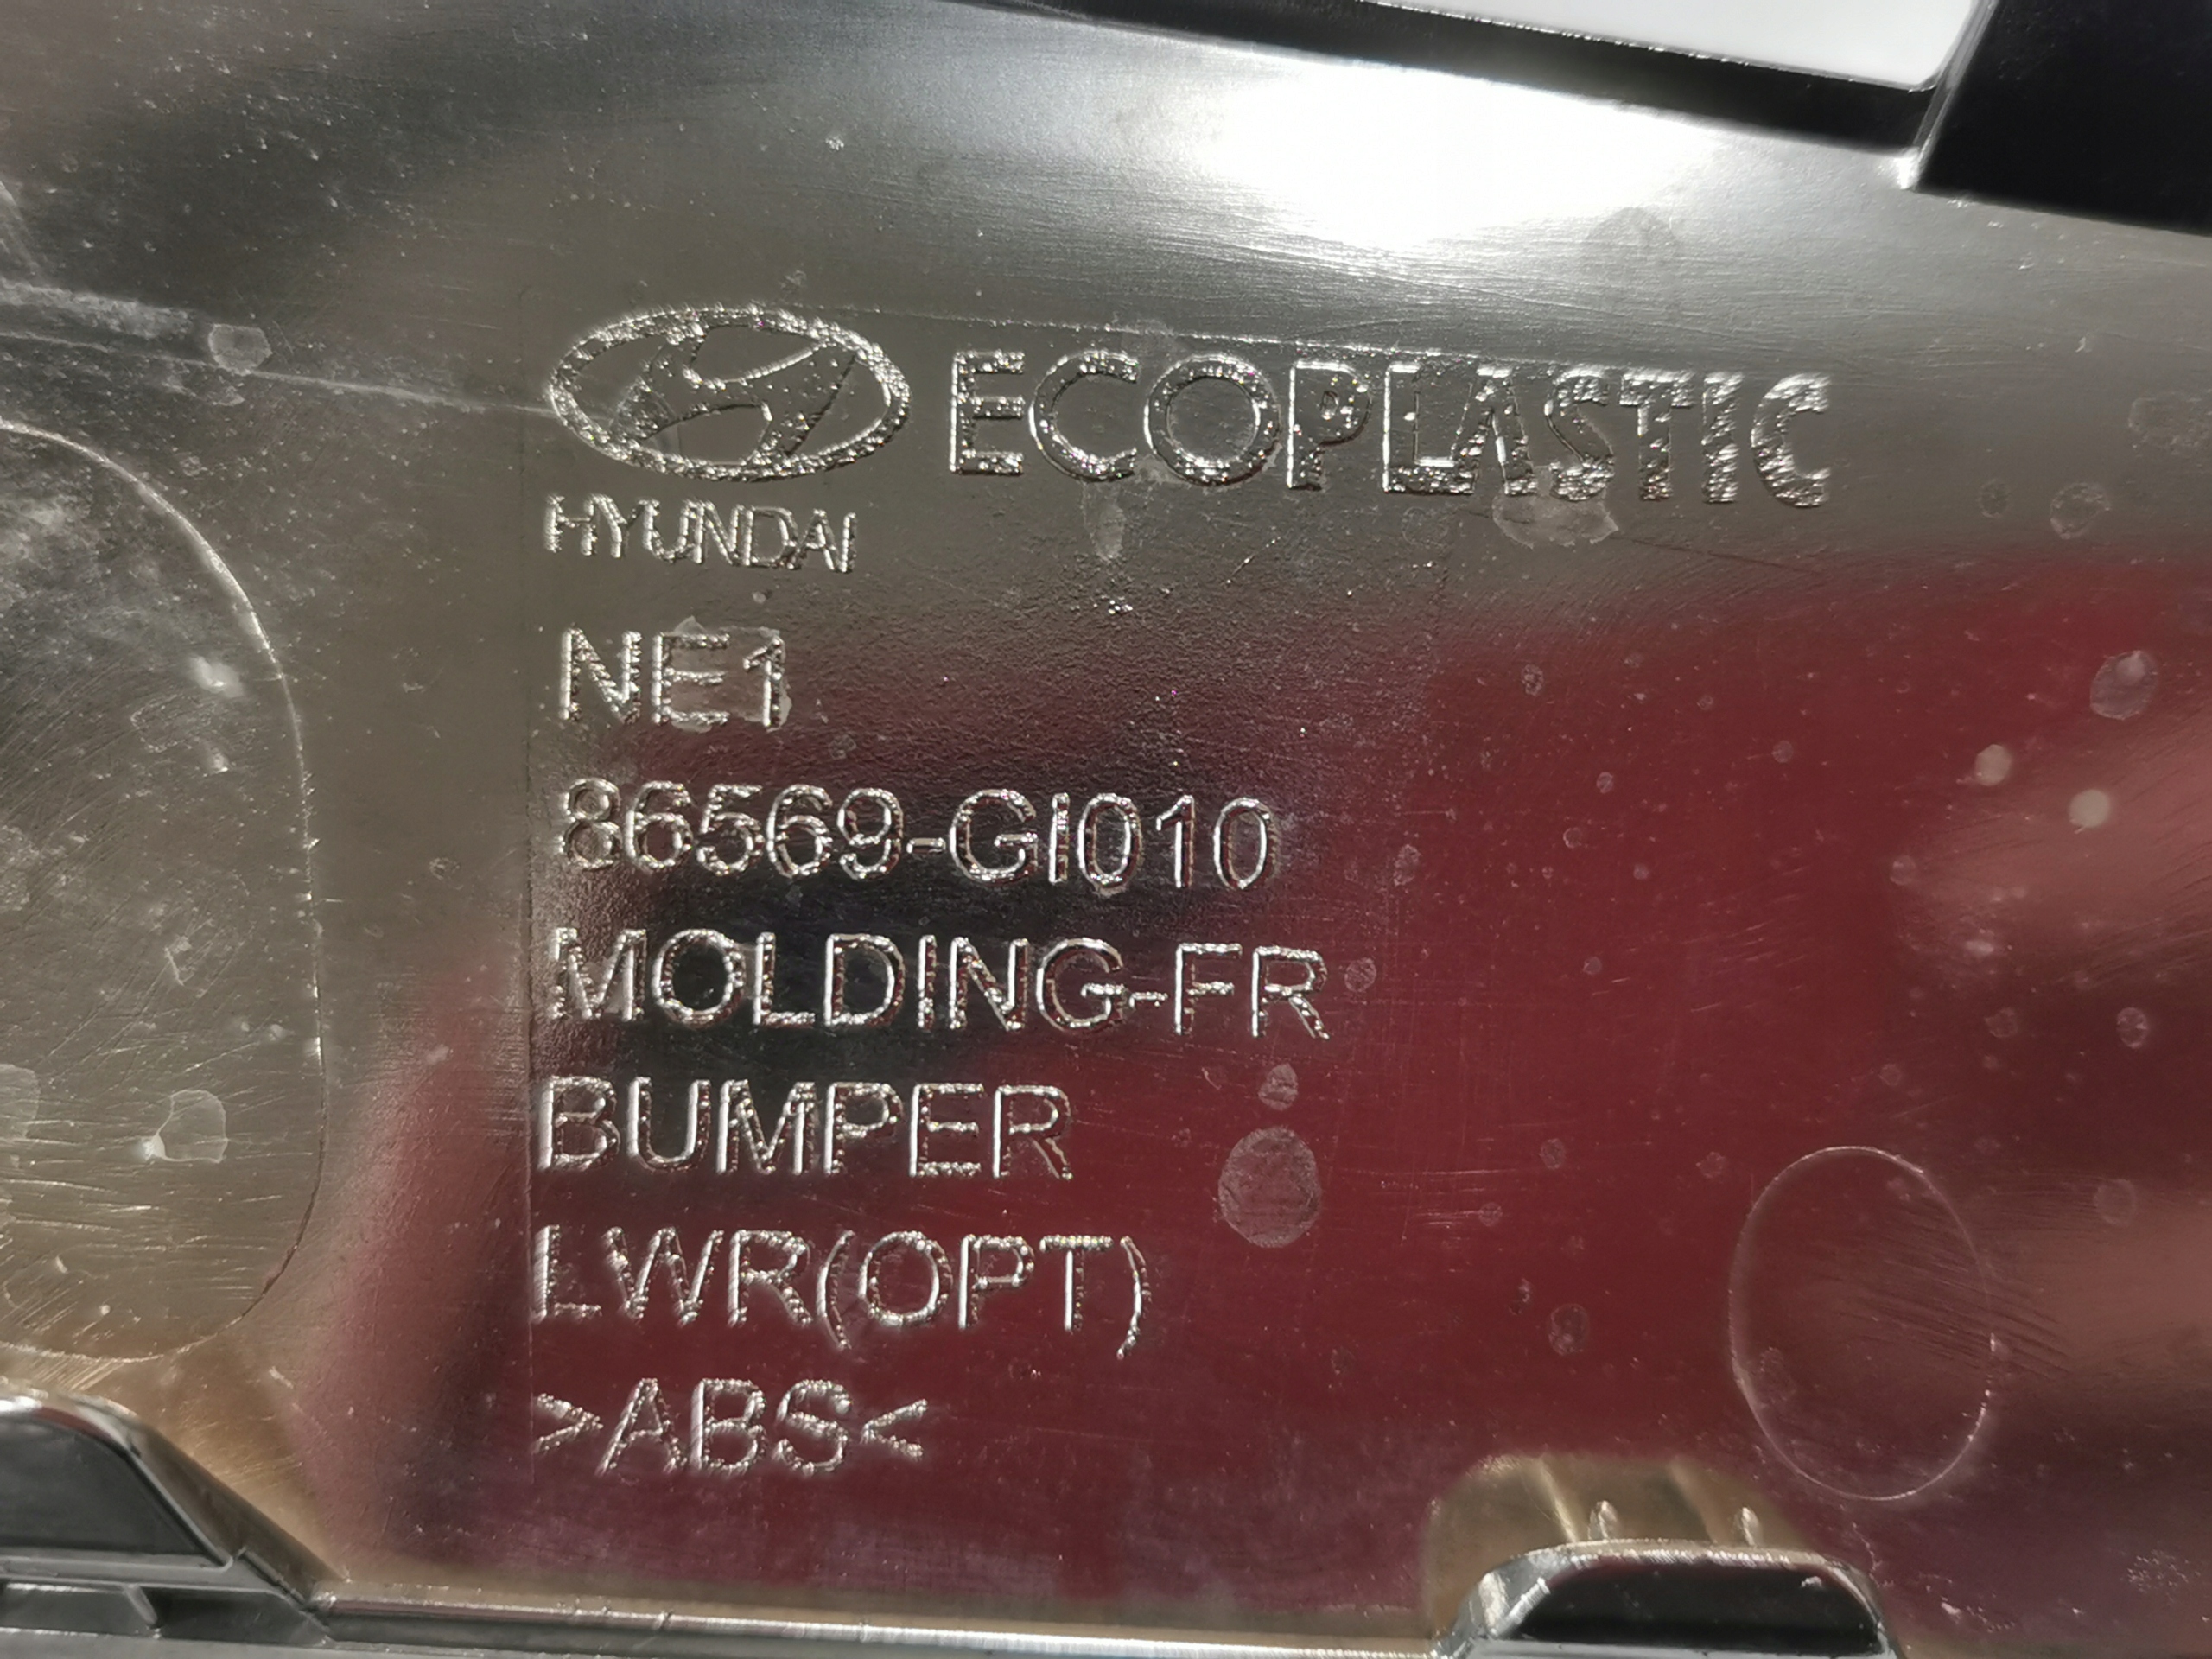 ECOPLASTIC
HYUNDAI
NE1
86569-GI010
MOLDING-FR
BUMPER
LWR(OPT)
>ABS<